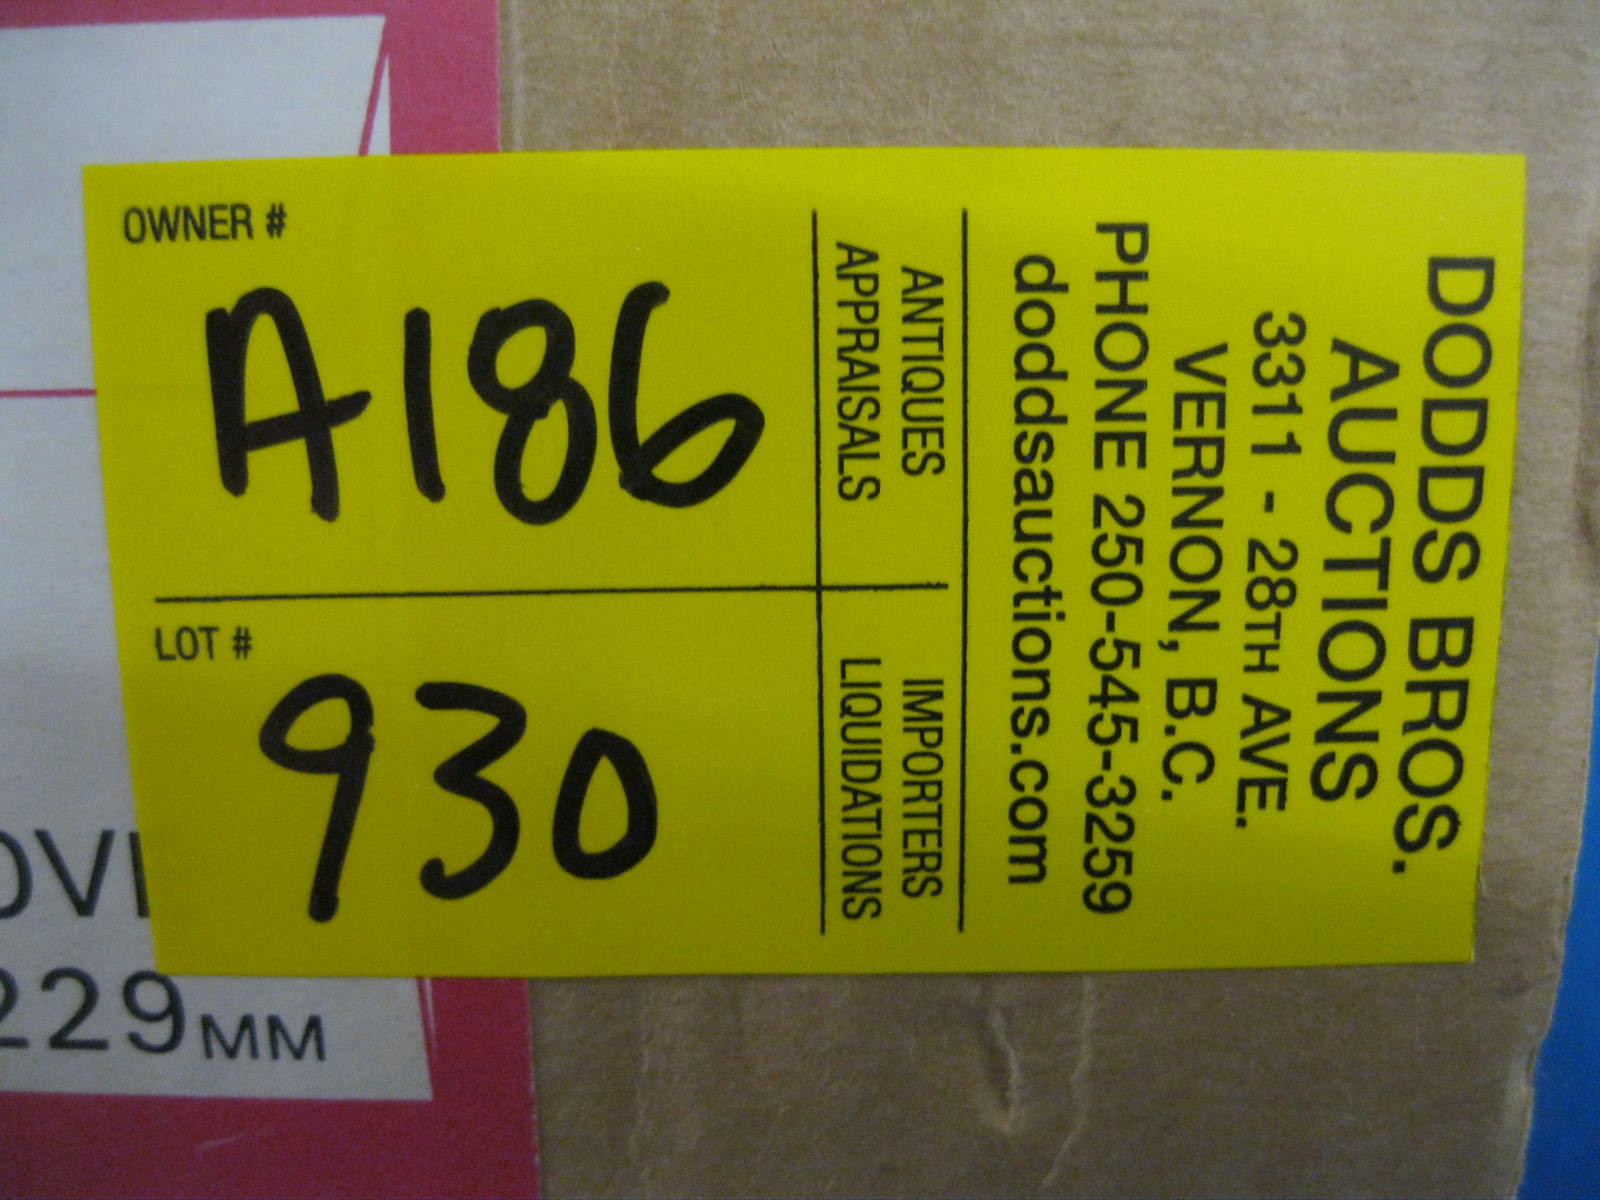 OWNER #
A186
LOT #
930
ANTIQUES
APPRAISALS
IMPORTERS
LIQUIDATIONS
DODDS BROS.
AUCTIONS
3311 - 28TH AVE.
VERNON, B.C.
PHONE 250-545-3259
doddsauctions.com
229MM